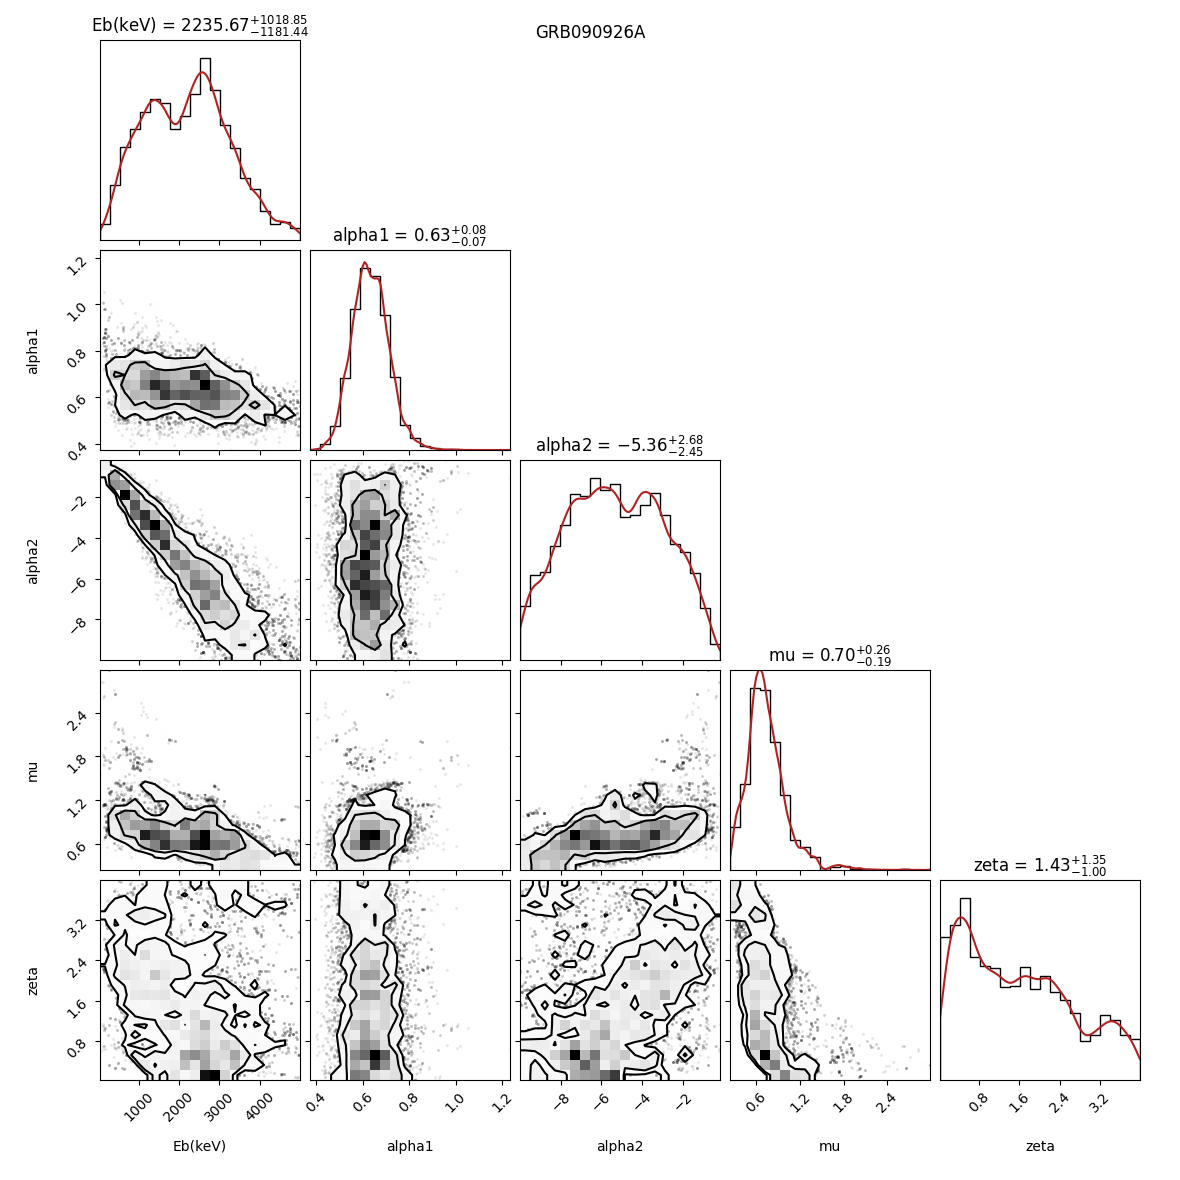 GRB090926A
Eb(keV) = 2235.67+1018.85−1181.44
1.2
1.0
0.8
0.6
0.4
alpha1
alpha1 = 0.63+0.08−0.07
−2
−4
−6
−8
alpha2
alpha2 = −5.36+2.68−2.45
2.4
1.8
1.2
0.6
mu
mu = 0.70+0.26−0.19
3.2
2.4
1.6
0.8
zeta
zeta = 1.43+1.35−1.00
1000 2000 3000 4000 0.4 0.6 0.8 1.0 1.2 −8 −6 −4 −2 0.6 1.2 1.8 2.4 0.8 1.6 2.4 3.2
Eb(keV) alpha1 alpha2 mu zeta